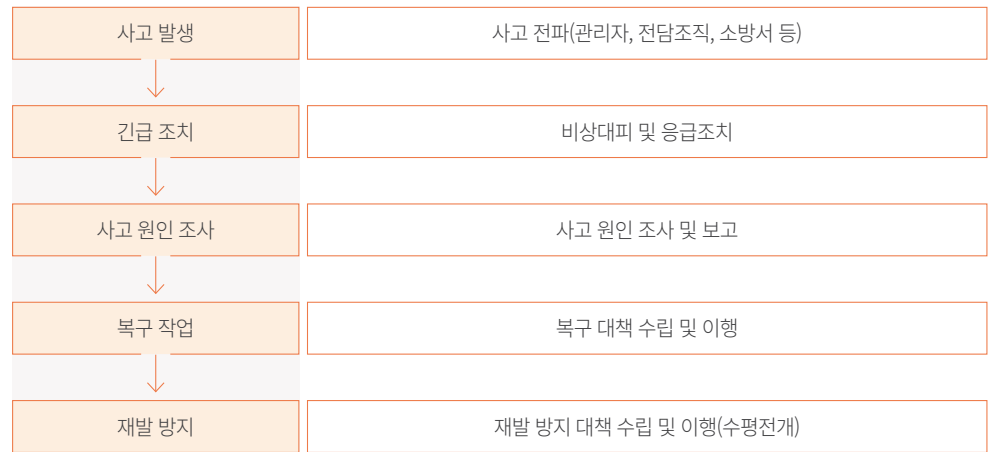 사고 발생
사고 전파(관리자, 전담조직, 소방서 등)
긴급 조치
비상대피 및 응급조치
사고 원인 조사
사고 원인 조사 및 보고
복구 작업
복구 대책 수립 및 이행
재발 방지
재발 방지 대책 수립 및 이행(수평전개)